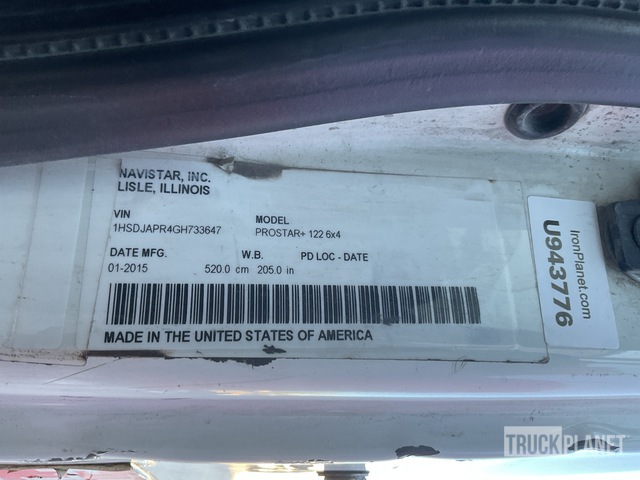 NAVISTAR, INC.
LISLE, ILLINOIS
VIN MODEL
1HSDJAPR4GH733647 PROSTAR+ 122 6x4
DATE MFG. W.B. PD LOC - DATE
01-2015 520.0 cm 205.0 in
MADE IN THE UNITED STATES OF AMERICA
IronPlanet.com
U943776
TRUCKPLANET